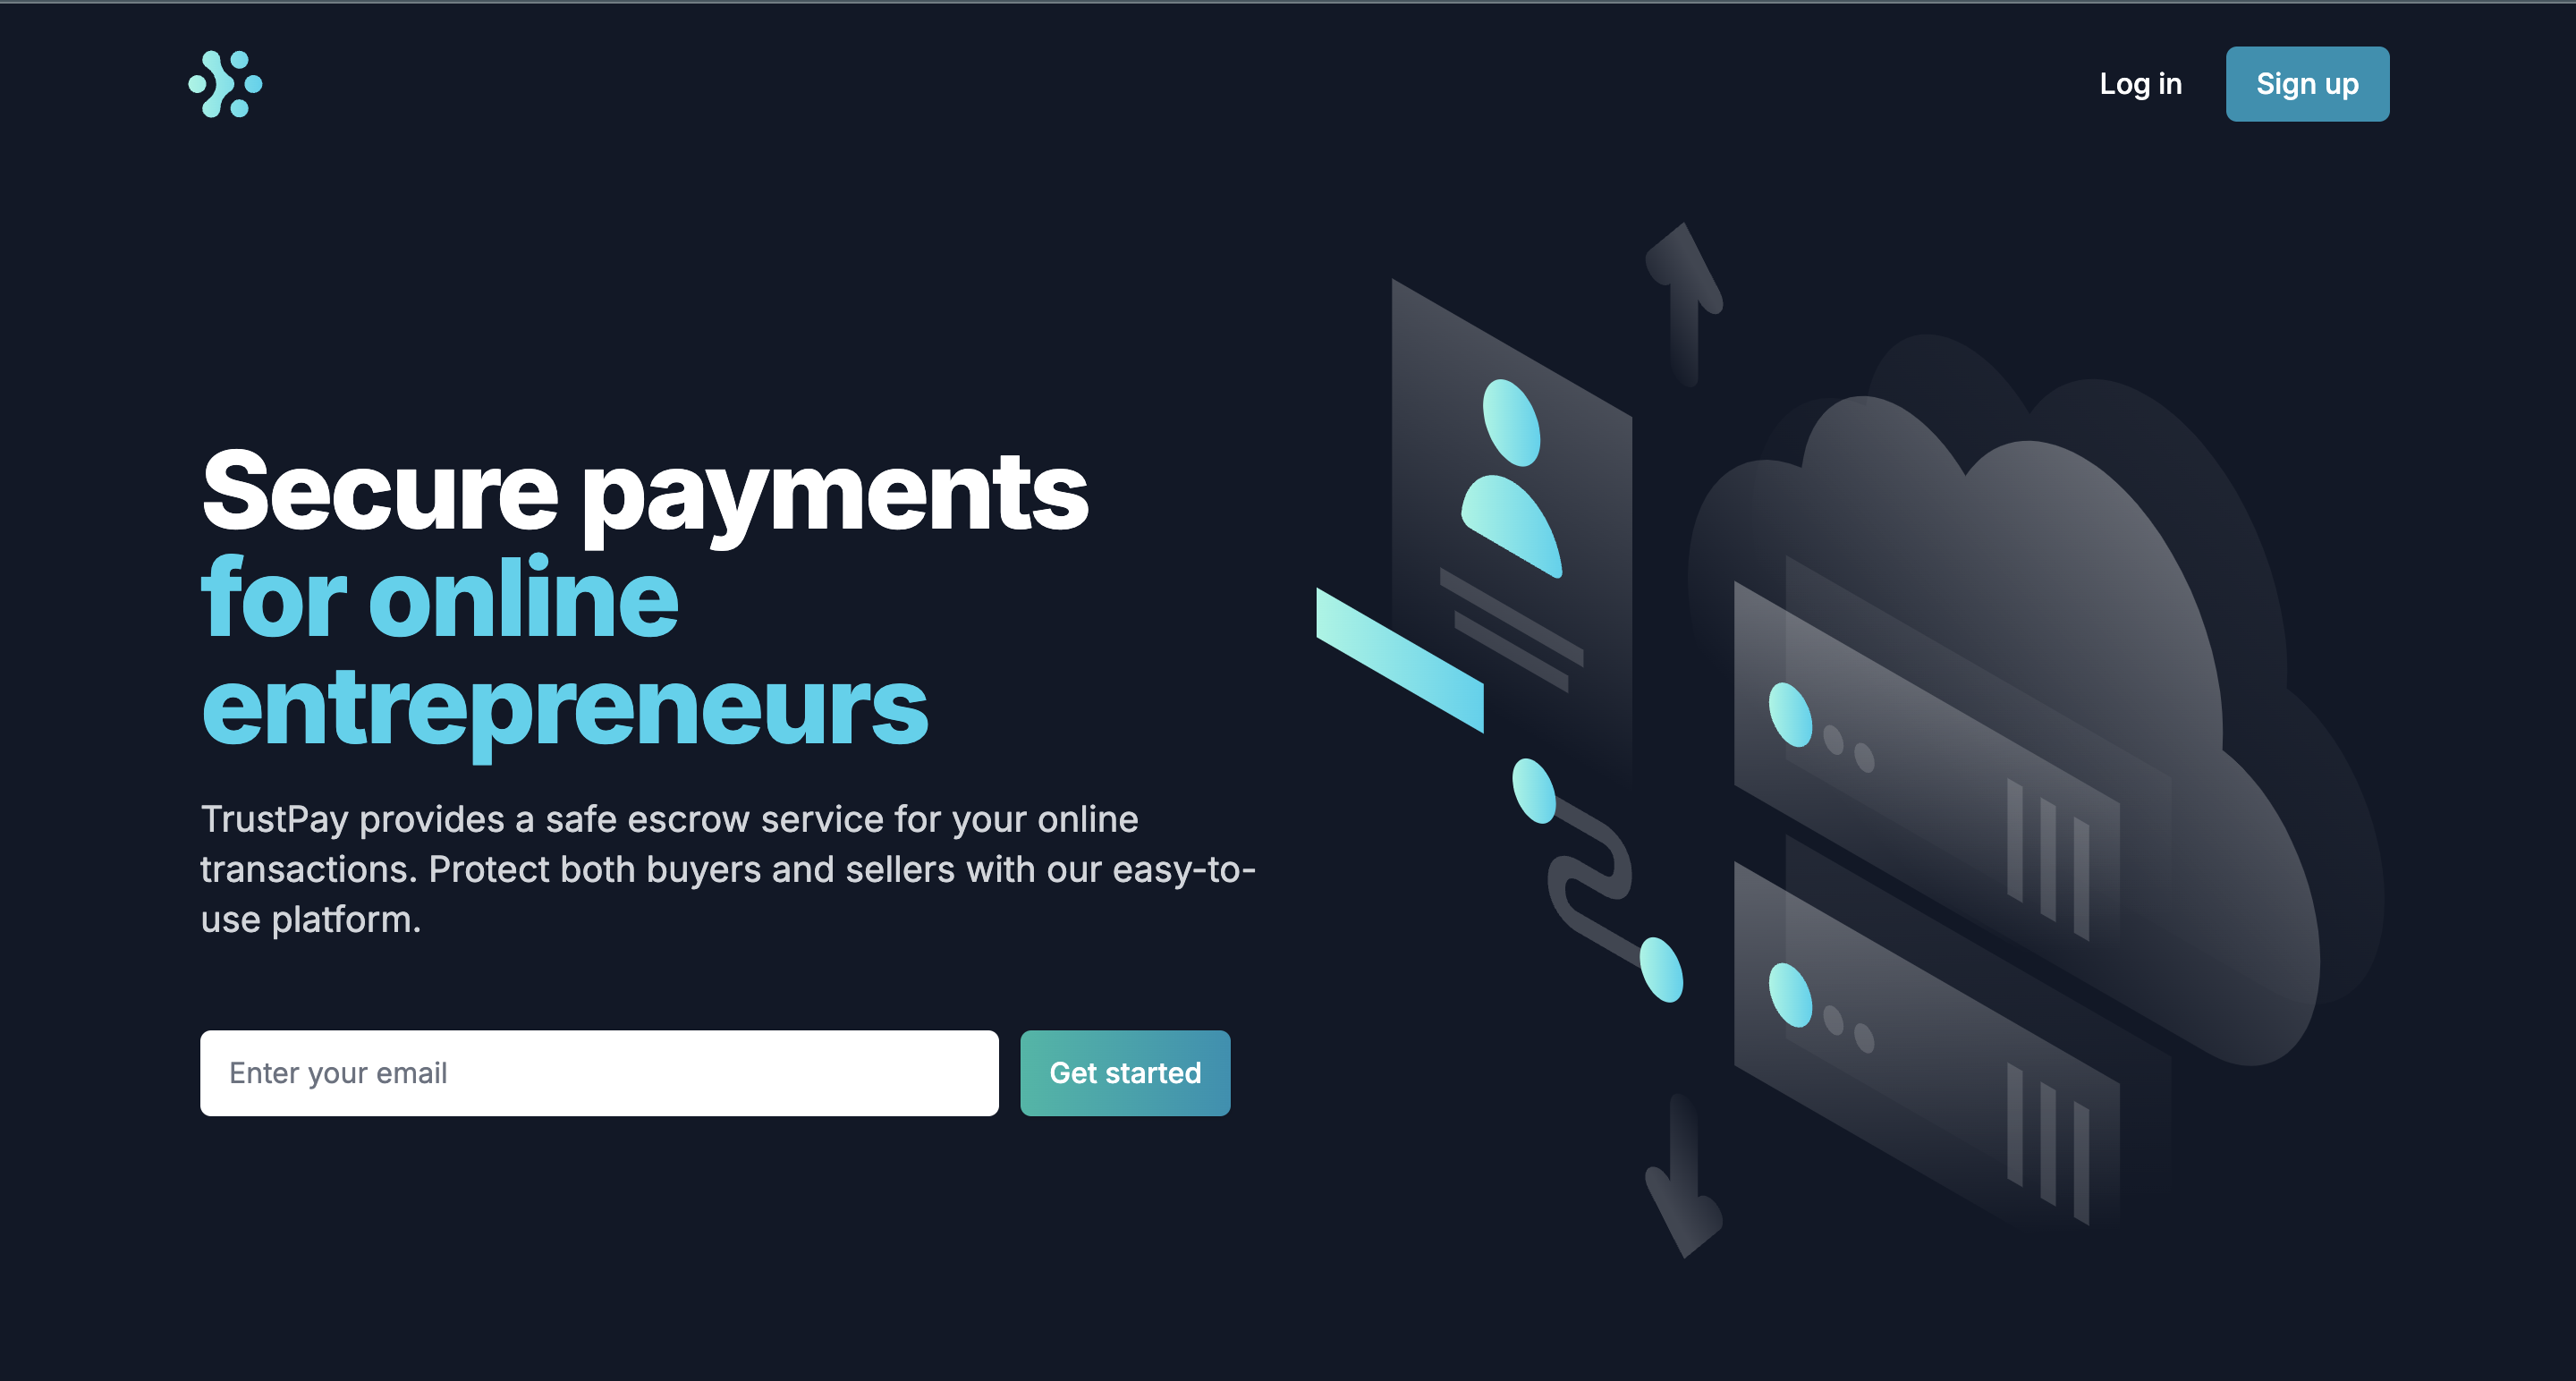 Log in
Sign up
Secure payments
for online
entrepreneurs
TrustPay provides a safe escrow service for your online
transactions. Protect both buyers and sellers with our easy-to-
use platform.
Enter your email
Get started